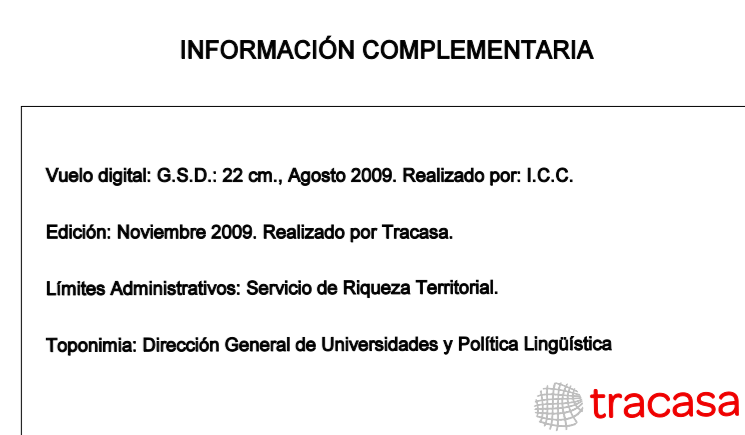 INFORMACIÓN COMPLEMENTARIA
Vuelo digital: G.S.D.: 22 cm., Agosto 2009. Realizado por: I.C.C.
Edición: Noviembre 2009. Realizado por Tracasa.
Límites Administrativos: Servicio de Riqueza Territorial.
Toponimia: Dirección General de Universidades y Política Lingüística
tracasa